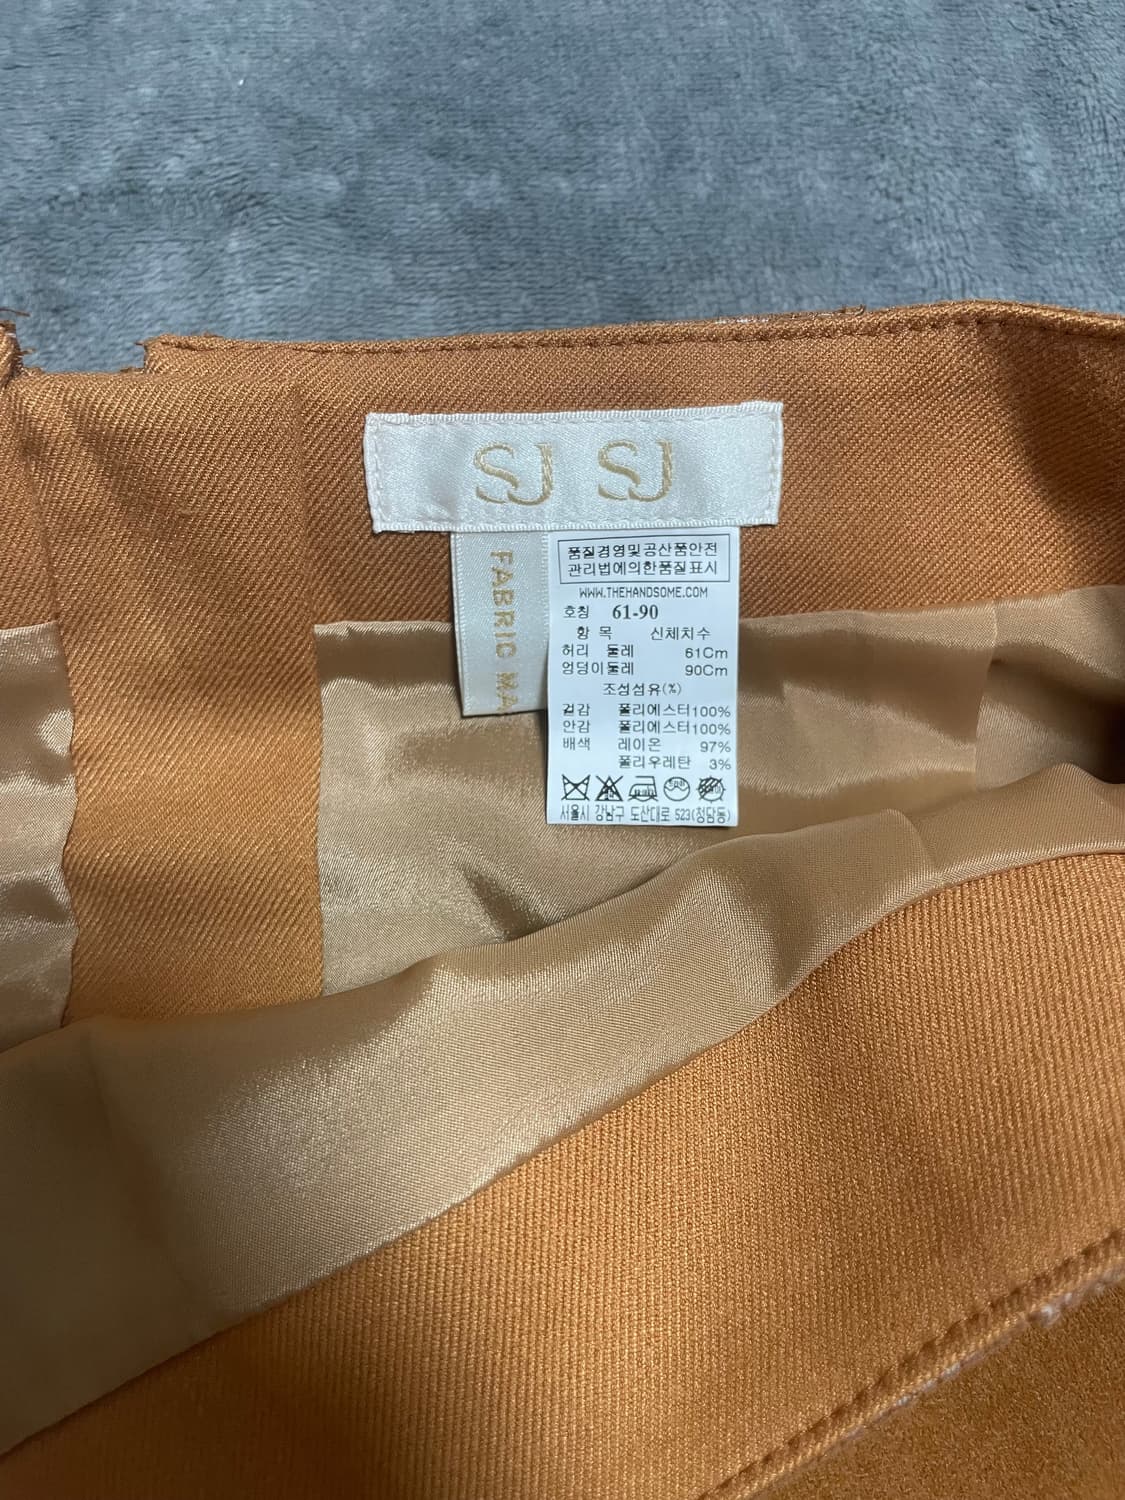 SJ SJ
FABRIC MA
품질경영및공산품안전
관리법에의한품질표시
WWW.THEHANDSOME.COM
호칭 61-90
항 목 신체치수
허리 둘레 61Cm
엉덩이둘레 90Cm
조성섬유(%)
겉감 폴리에스터100%
안감 폴리에스터100%
배색 레이온 97%
폴리우레탄 3%
서울시 강남구 도산대로 523(청담동)